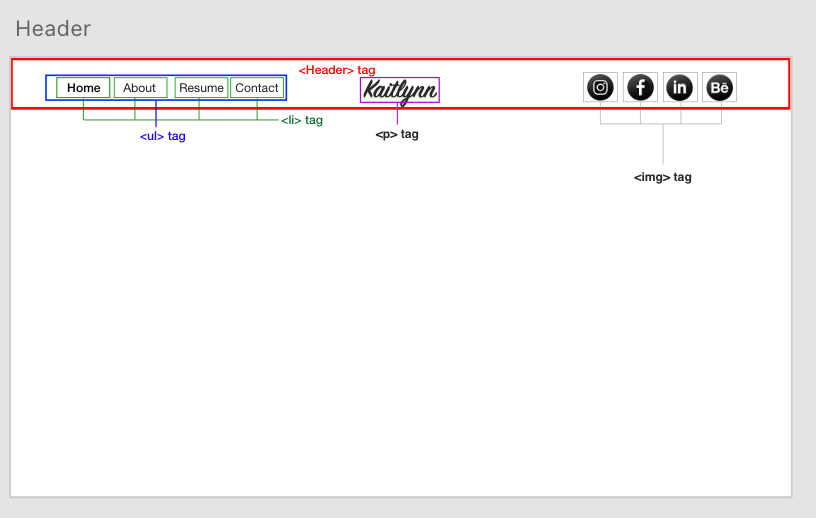 Header
<Header> tag
Home About Resume Contact
Kaitlynn
f in Bē
<li> tag
<ul> tag
<p> tag
<img> tag